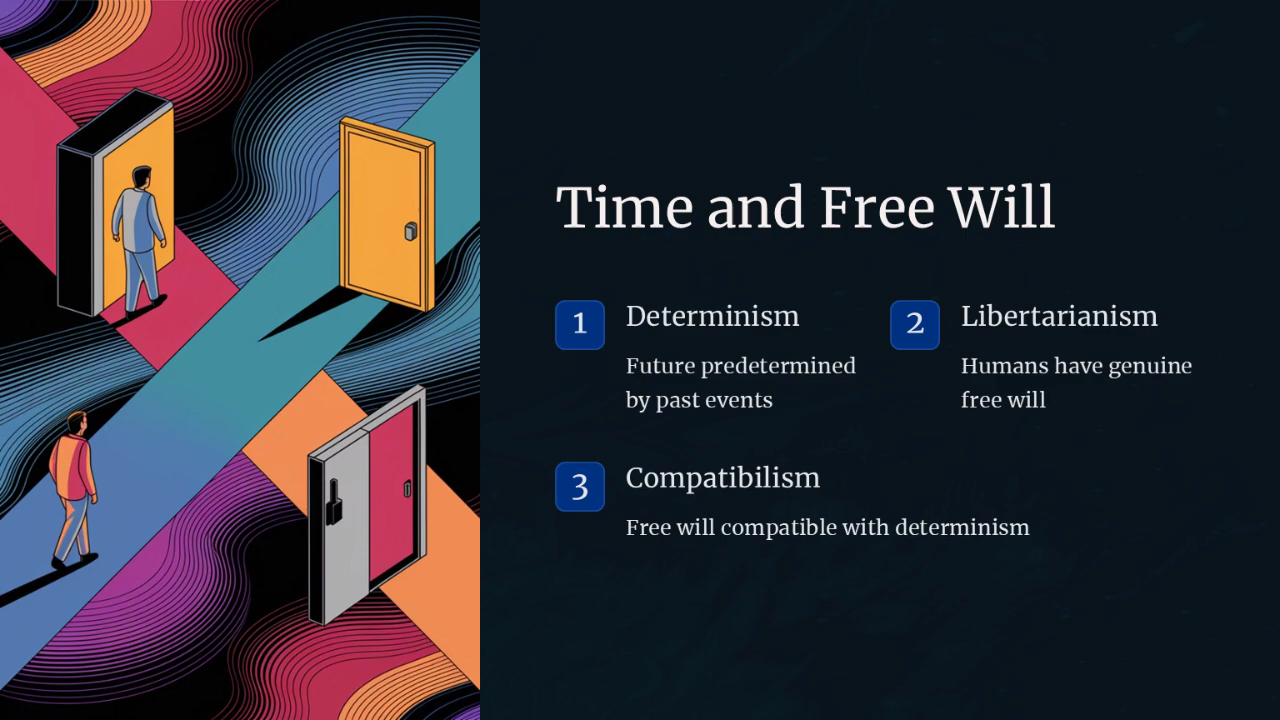 Time and Free Will
1
Determinism
Future predetermined
by past events
2
Libertarianism
Humans have genuine
free will
3
Compatibilism
Free will compatible with determinism